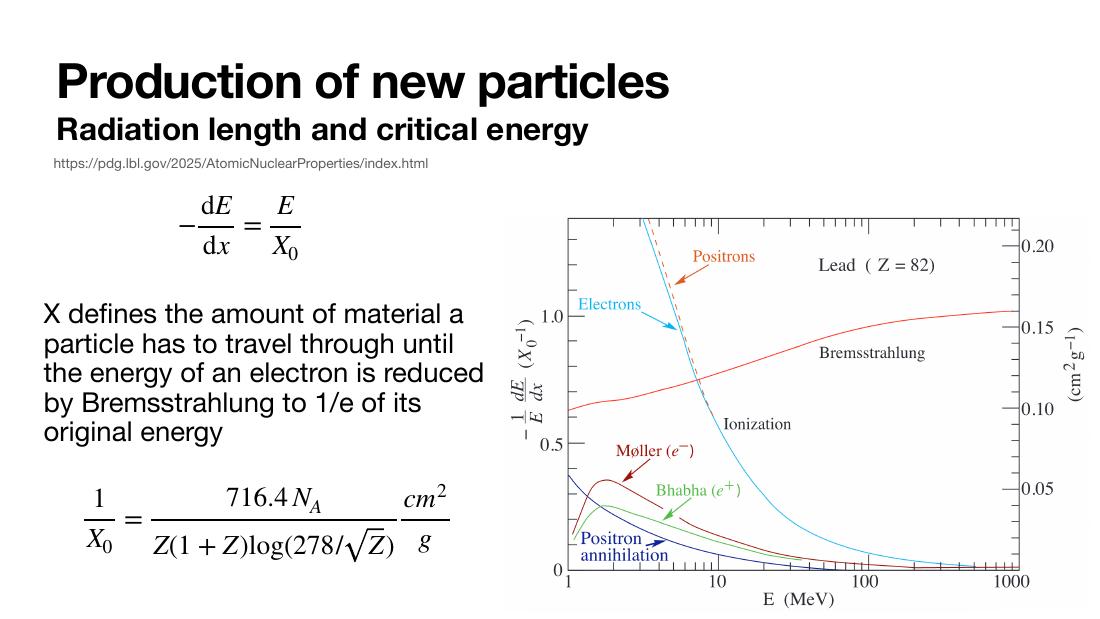 Production of new particles
Radiation length and critical energy
https://pdg.lbl.gov/2025/AtomicNuclearProperties/index.html
−dE/dx = E/X₀
X defines the amount of material a
particle has to travel through until
the energy of an electron is reduced
by Bremsstrahlung to 1/e of its
original energy
1/X₀ = 716.4 N_A / Z(1 + Z)log(278/√Z) cm²/g
Positrons
Lead ( Z = 82)
Electrons
Bremsstrahlung
Ionization
Møller (e⁻)
Bhabha (e⁺)
Positron
annihilation
− 1/E dE/dx (X₀⁻¹)
1.0
0.5
0
0.20
0.15
0.10
0.05
(cm² g⁻¹)
1 10 100 1000
E (MeV)